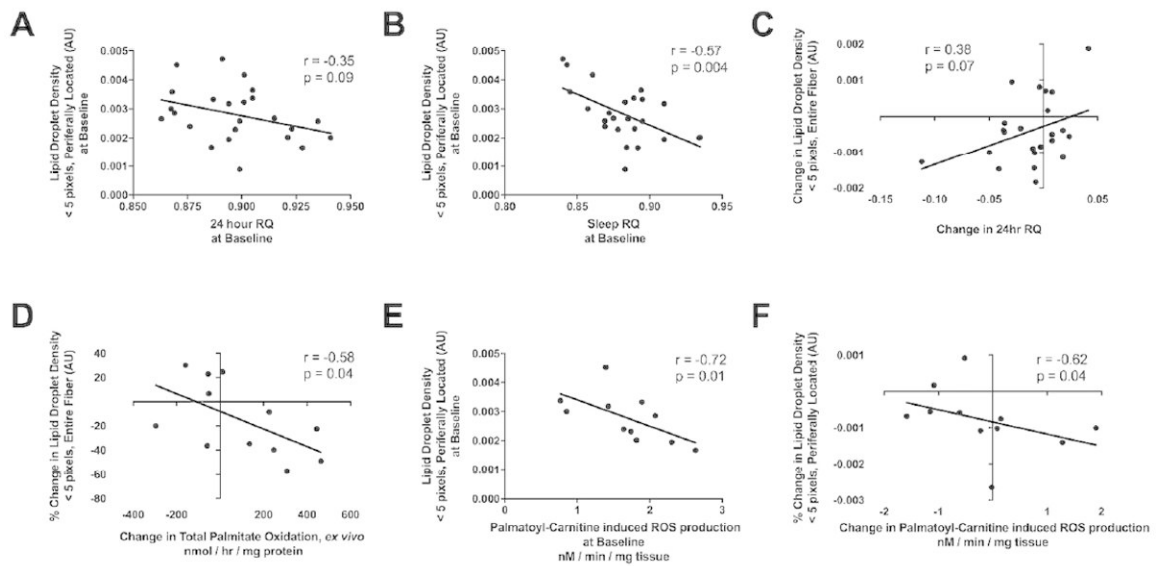 A
Lipid Droplet Density
< 5 pixels, Periferally Located (AU)
at Baseline
0.005
0.004
0.003
0.002
0.001
0.000
r = -0.35
p = 0.09
0.850
0.875
0.900
0.925
0.950
24 hour RQ
at Baseline
B
Lipid Droplet Density
< 5 pixels, Periferally Located (AU)
at Baseline
0.005
0.004
0.003
0.002
0.001
0.000
r = -0.57
p = 0.004
0.80
0.85
0.90
0.95
Sleep RQ
at Baseline
C
Change in Lipid Droplet Density
< 5 pixels, Entire Fiber (AU)
0.002
0.001
-0.001
-0.002
r = 0.38
p = 0.07
-0.15
-0.10
-0.05
0.05
Change in 24hr RQ
D
% Change in Lipid Droplet Density
< 5 pixels, Entire Fiber (AU)
40
20
-20
-40
-60
-80
r = -0.58
p = 0.04
-400
-200
0
200
400
600
Change in Total Palmitate Oxidation, ex vivo
nmol / hr / mg protein
E
Lipid Droplet Density
< 5 pixels, Periferally Located (AU)
at Baseline
0.005
0.004
0.003
0.002
0.001
0.000
r = -0.72
p = 0.01
0
1
2
3
Palmatoyl-Carnitine induced ROS production
at Baseline
nM / min / mg tissue
F
% Change in Lipid Droplet Density
< 5 pixels, Periferally Located (AU)
0.001
-0.001
-0.002
-0.003
r = -0.62
p = 0.04
-2
-1
0
1
2
Change in Palmatoyl-Carnitine induced ROS production
nM / min / mg tissue